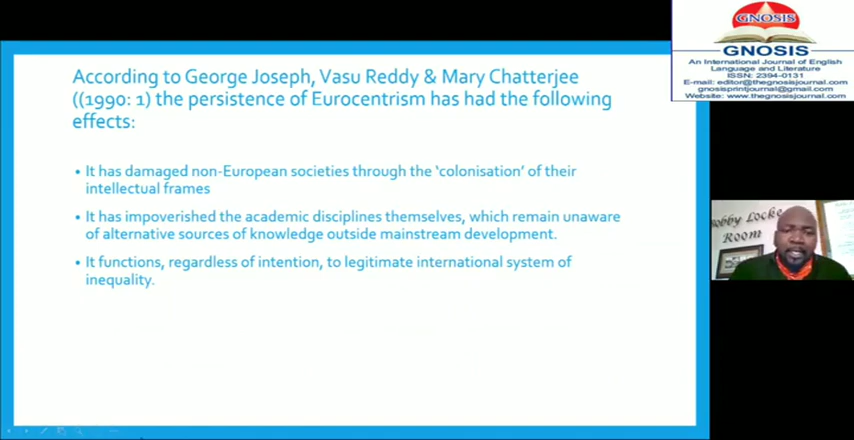 GNOSIS
GNOSIS
An International Journal of English
Language and Literature
ISSN: 2394-0131
E-mail: editor@thegnosisjournal.com
gnosisprintjournal@gmail.com
Website: www.thegnosisjournal.com
According to George Joseph, Vasu Reddy & Mary Chatterjee
((1990: 1) the persistence of Eurocentrism has had the following
effects:
• It has damaged non-European societies through the ‘colonisation’ of their
intellectual frames
• It has impoverished the academic disciplines themselves, which remain unaware
of alternative sources of knowledge outside mainstream development.
• It functions, regardless of intention, to legitimate international system of
inequality.
obby Locke
Room